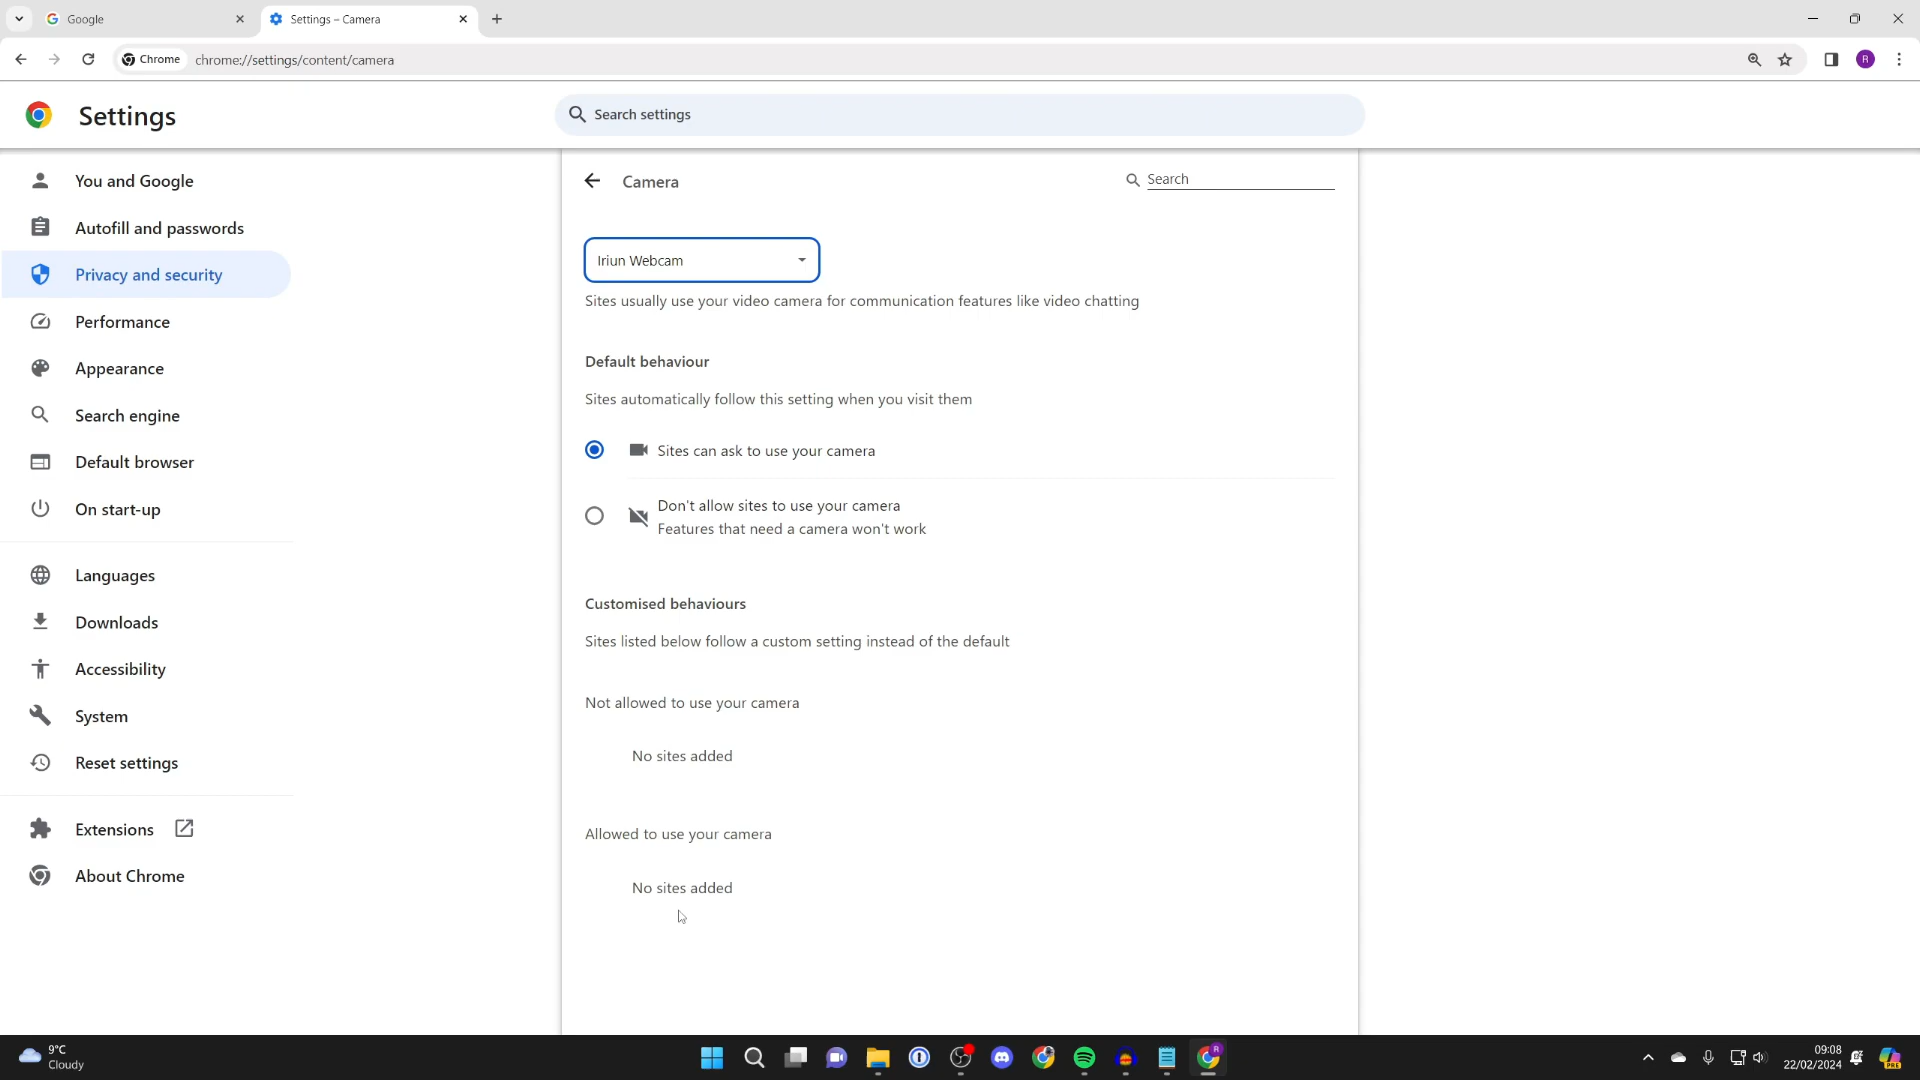 Google
Settings – Camera
Chrome
chrome://settings/content/camera
R
Settings
Search settings
You and Google
Autofill and passwords
Privacy and security
Performance
Appearance
Search engine
Default browser
On start-up
Languages
Downloads
Accessibility
System
Reset settings
Extensions
About Chrome
Camera
Search
Iriun Webcam
Sites usually use your video camera for communication features like video chatting
Default behaviour
Sites automatically follow this setting when you visit them
Sites can ask to use your camera
Don't allow sites to use your camera
Features that need a camera won't work
Customised behaviours
Sites listed below follow a custom setting instead of the default
Not allowed to use your camera
No sites added
Allowed to use your camera
No sites added
9°C
Cloudy
R
09:08
22/02/2024
PRE